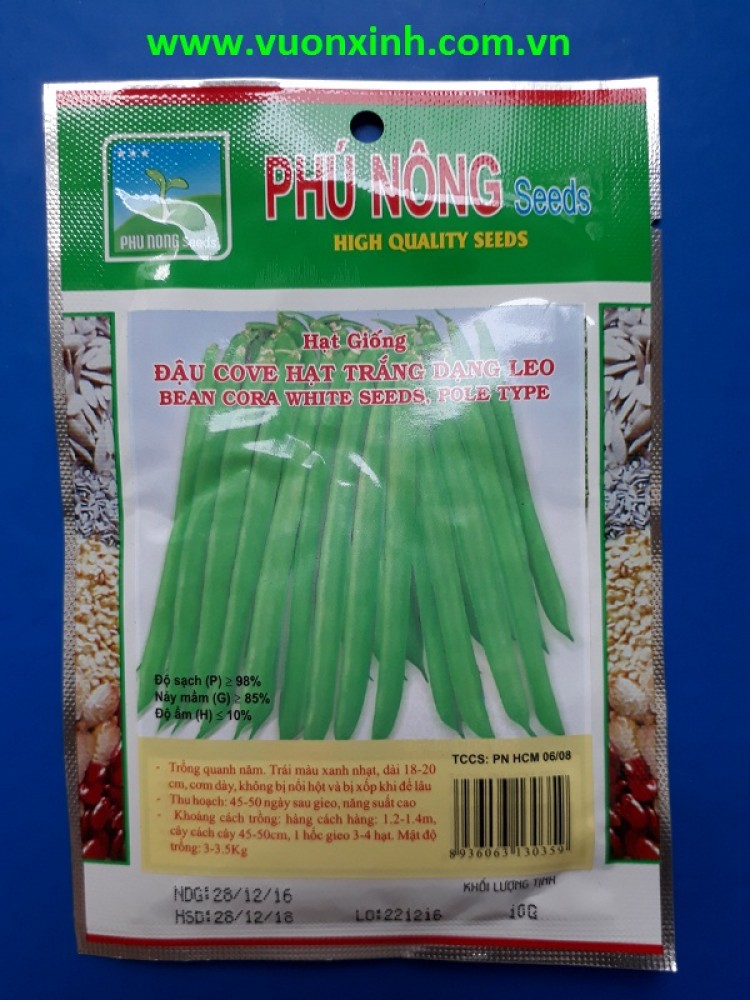 www.vuonxinh.com.vn
PHÚ NÔNG Seeds
HIGH QUALITY SEEDS
PHU NONG Seeds
Hạt Giống
ĐẬU COVE HẠT TRẮNG DẠNG LEO
BEAN CORA WHITE SEEDS, POLE TYPE
Độ sạch (P) ≥ 98%
Nảy mầm (G) ≥ 85%
Độ ẩm (H) ≤ 10%
TCCS: PN HCM 06/08
- Trồng quanh năm. Trái màu xanh nhạt, dài 18-20
cm, cơm dày, không bị nổi hột và bị xốp khi để lâu
- Thu hoạch: 45-50 ngày sau gieo, năng suất cao
- Khoảng cách trồng: hàng cách hàng: 1.2-1.4m,
cây cách cây 45-50cm, 1 hốc gieo 3-4 hạt. Mật độ
trồng: 3-3.5Kg
8 936063 130359
KHỐI LƯỢNG TỊNH
NDG: 28/12/16
HSD: 28/12/18
LO: 221216
10G